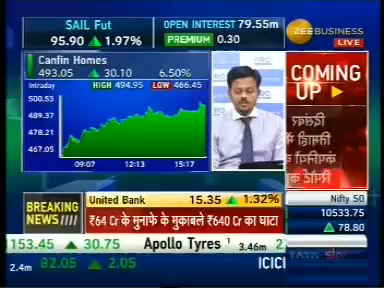 SAIL Fut
95.90 ▲ 1.97%
OPEN INTEREST 79.55m
PREMIUM 0.30
ZEE BUSINESS
LIVE
Canfin Homes
493.05 ▲ 30.10 6.50%
Intraday HIGH 494.95 LOW 466.45
500.53
489.37
478.21
467.05
09:07 12:13 15:17
COMING
UP
BREAKING
NEWS
United Bank 15.35 ▲ 1.32%
₹64 Cr के मुनाफे के मुकाबले ₹640 Cr का घाटा
Nifty 50
10533.75
▲ 78.80
153.45 ▲ 30.75 Apollo Tyres 3.46m
2.4m 82.05 ▲ 2.05 ICICI
TATA sky